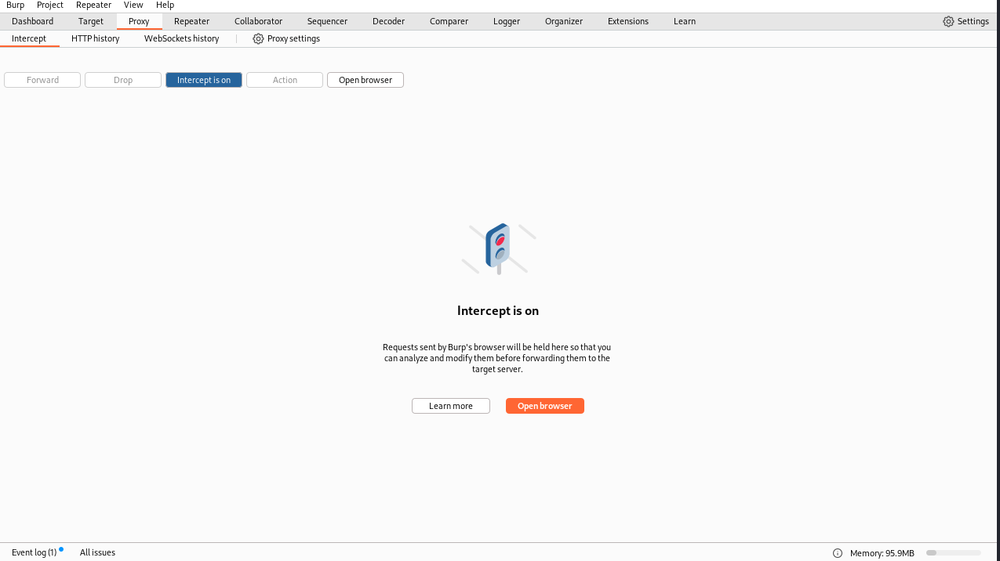 Burp Project Repeater View Help
Dashboard Target Proxy Repeater Collaborator Sequencer Decoder Comparer Logger Organizer Extensions Learn Settings
Intercept HTTP history WebSockets history Proxy settings
Forward Drop Intercept is on Action Open browser
Intercept is on
Requests sent by Burp's browser will be held here so that you
can analyze and modify them before forwarding them to the
target server.
Learn more Open browser
Event log (1) All issues Memory: 95.9MB